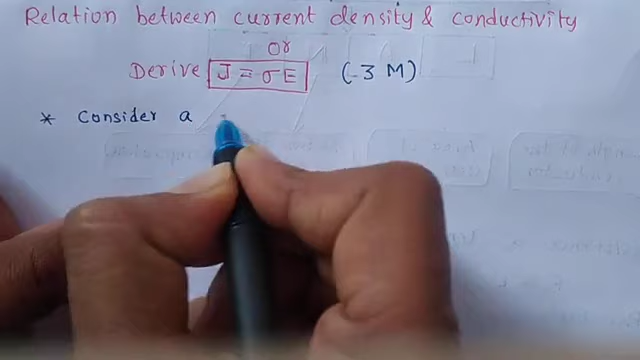 Relation between current density & conductivity
or
Derive J = σE (-3 M)
* Consider a